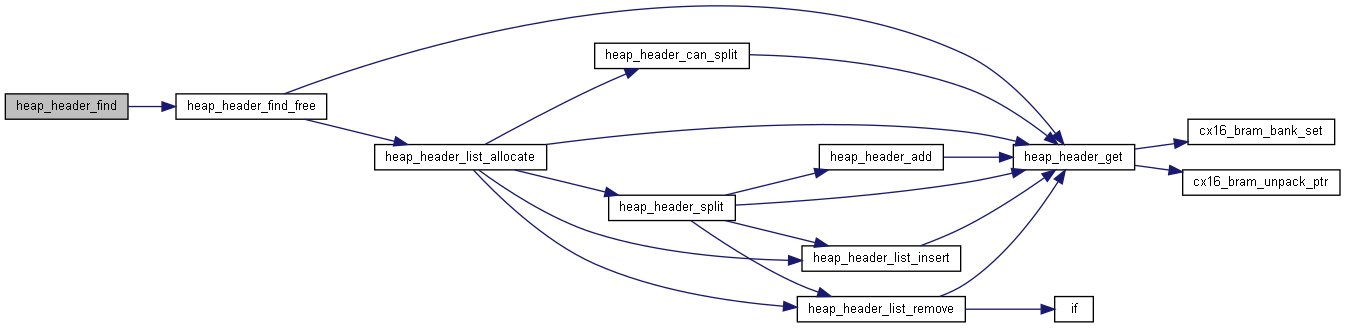 heap_header_find
heap_header_find_free
heap_header_list_allocate
heap_header_can_split
heap_header_split
heap_header_add
heap_header_list_insert
heap_header_list_remove
heap_header_get
if
cx16_bram_bank_set
cx16_bram_unpack_ptr